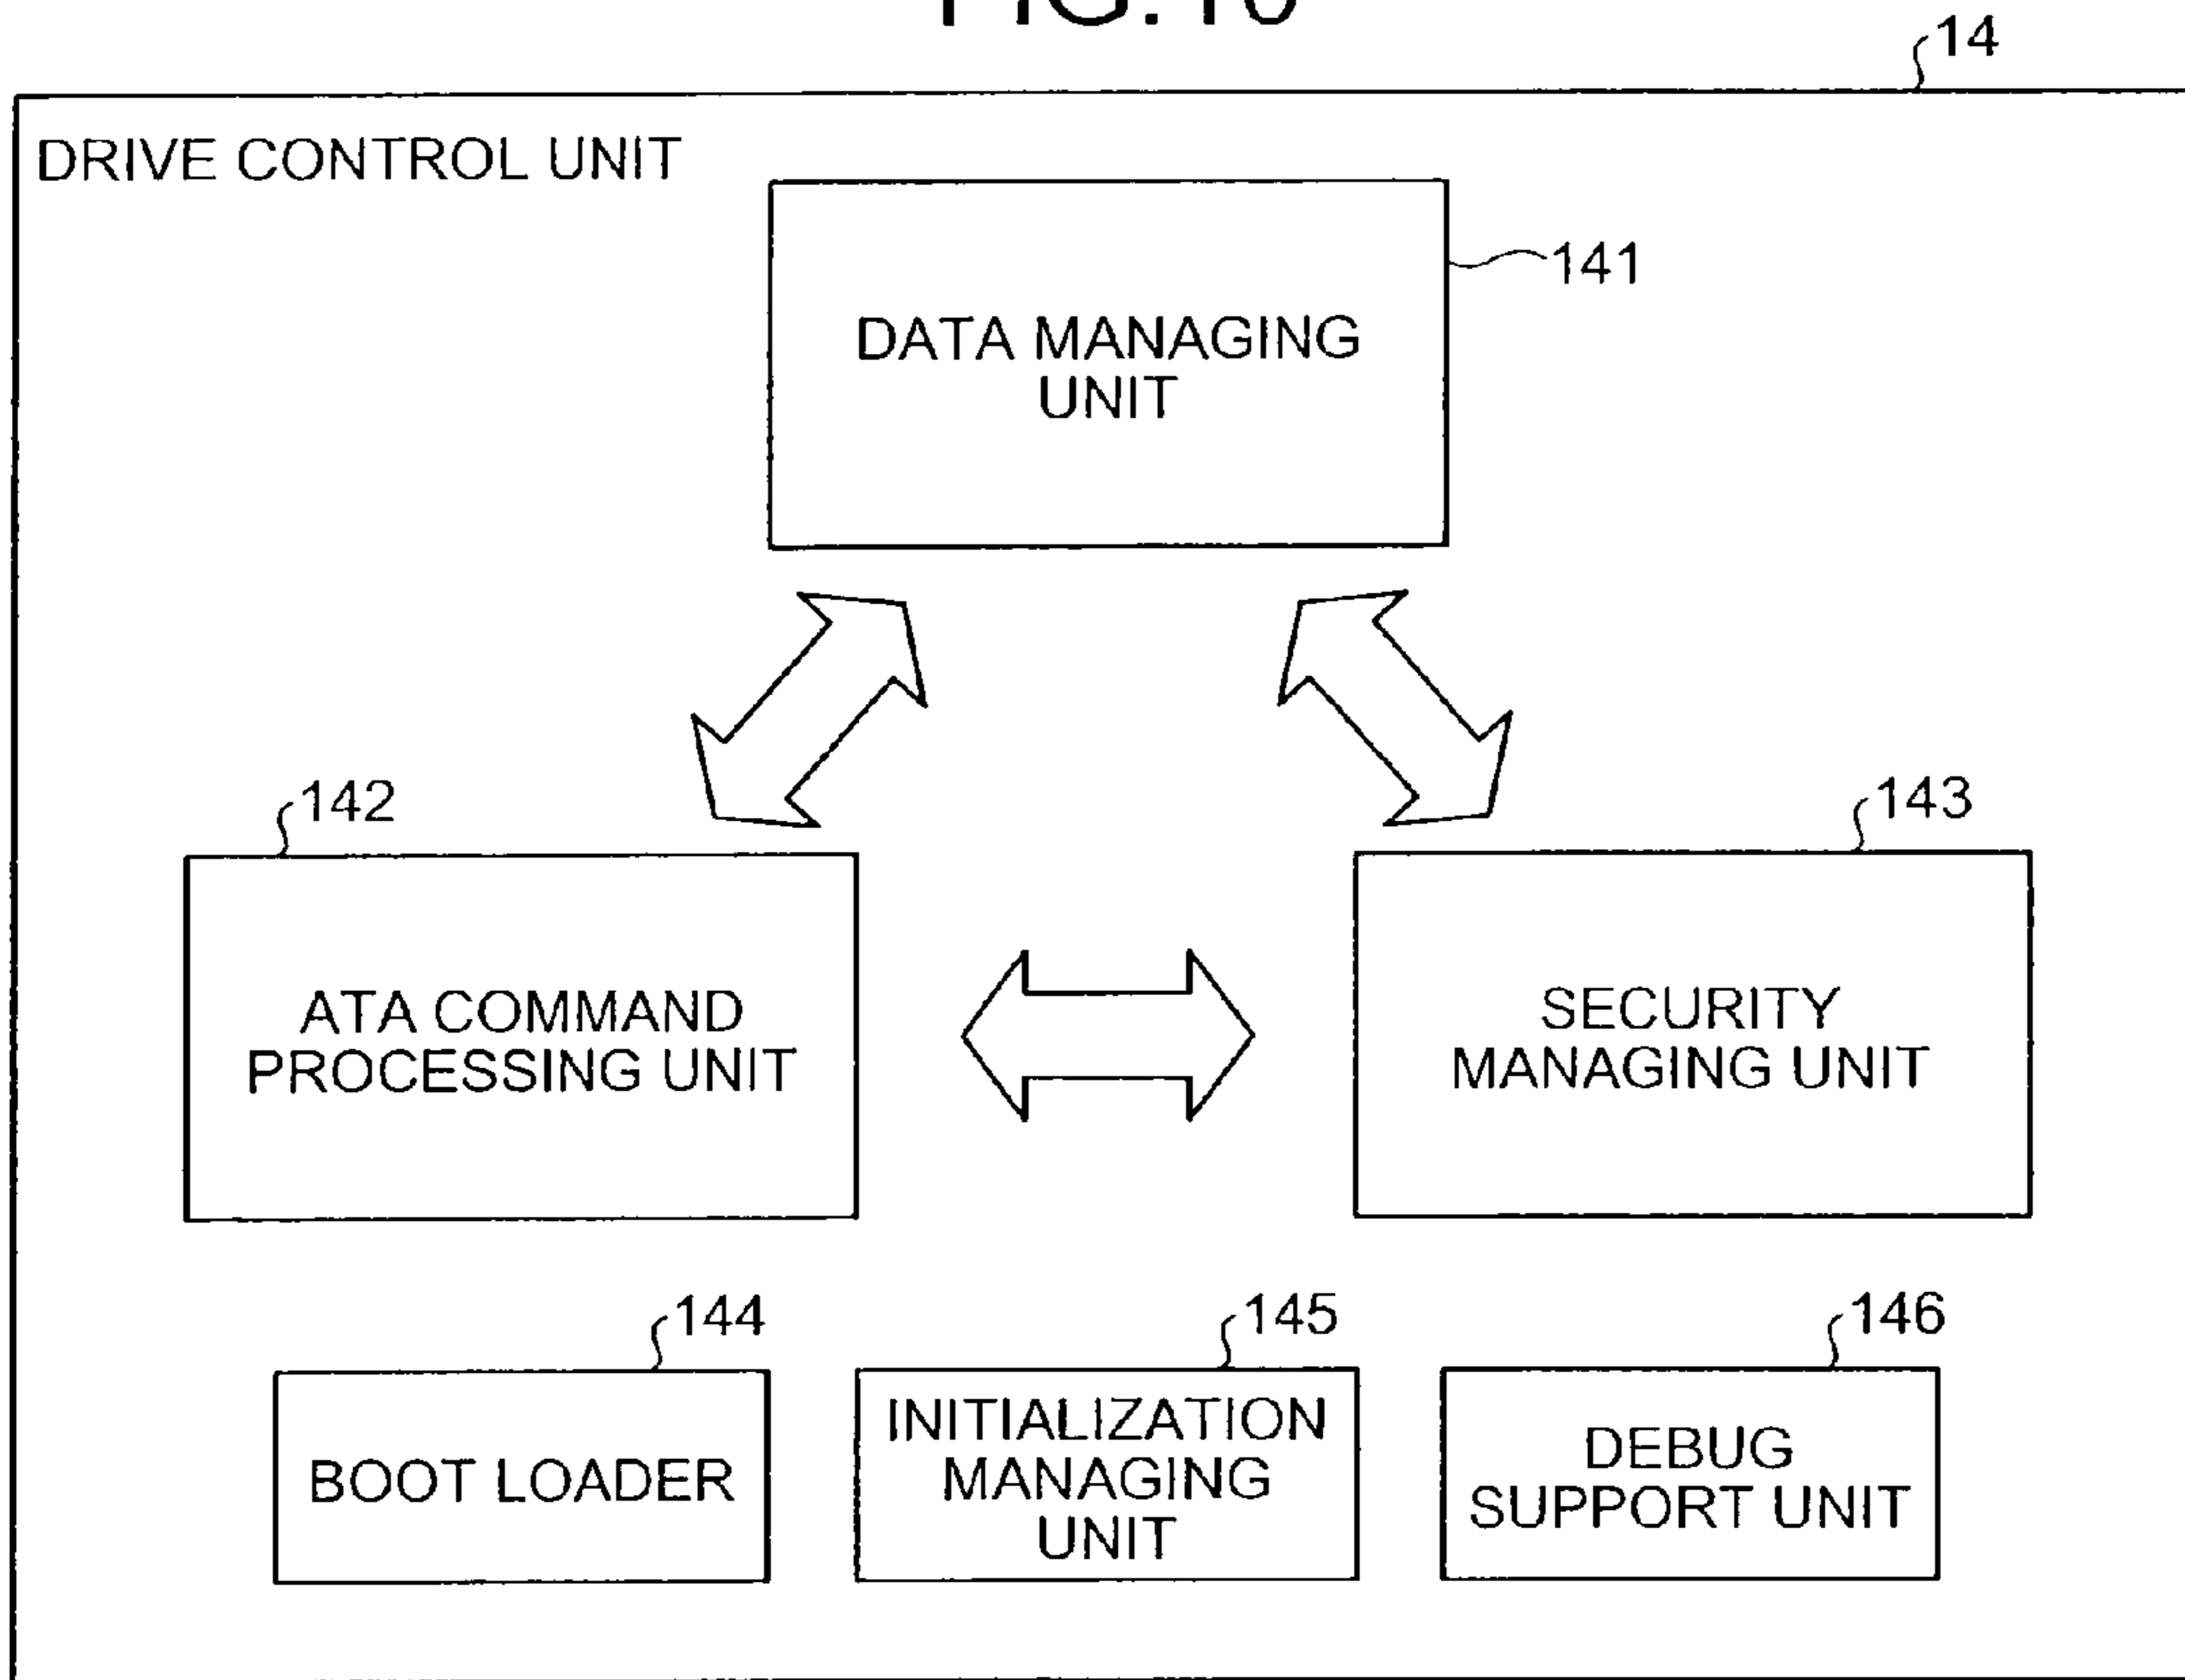 14
DRIVE CONTROL UNIT
141
DATA MANAGING
UNIT
142
143
ATA COMMAND
PROCESSING UNIT
SECURITY
MANAGING UNIT
144
145
146
BOOT LOADER
INITIALIZATION
MANAGING
UNIT
DEBUG
SUPPORT UNIT